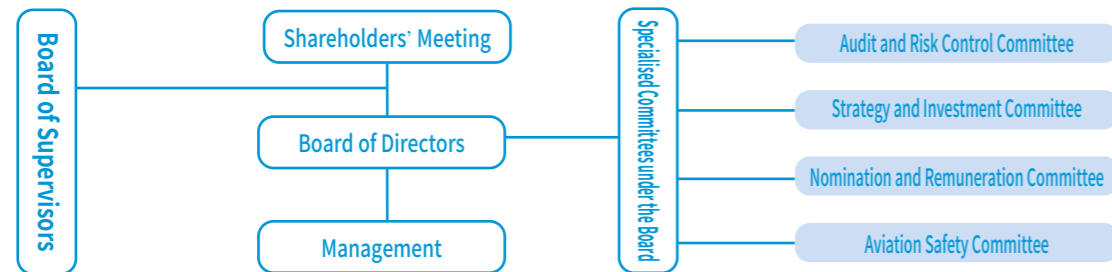 Board of Supervisors
Shareholders’ Meeting
Board of Directors
Management
Specialised Committees under the Board
Audit and Risk Control Committee
Strategy and Investment Committee
Nomination and Remuneration Committee
Aviation Safety Committee